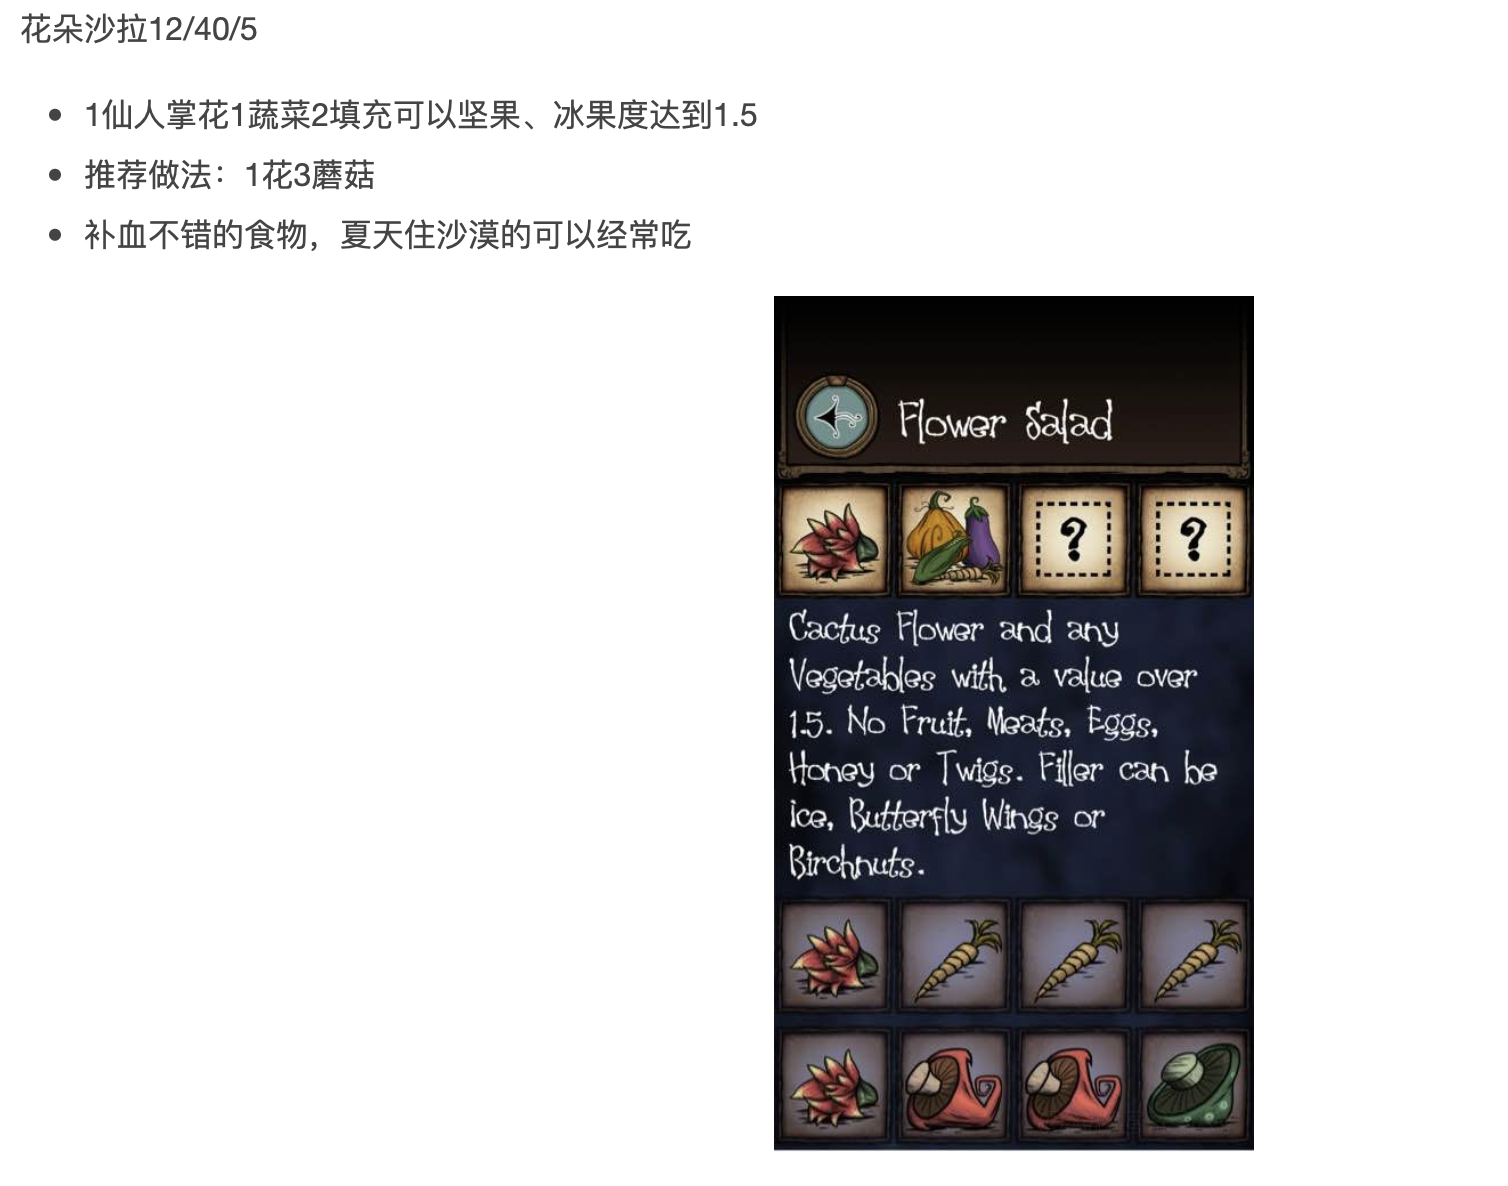 花朵沙拉12/40/5
1仙人掌花1蔬菜2填充可以坚果、冰果度达到1.5
推荐做法：1花3蘑菇
补血不错的食物，夏天住沙漠的可以经常吃
Flower Salad
? ?
Cactus Flower and any
Vegetables with a value over
1.5. No Fruit, Meats, Eggs,
Honey or Twigs. Filler can be
Ice, Butterfly Wings or
Birchnuts.